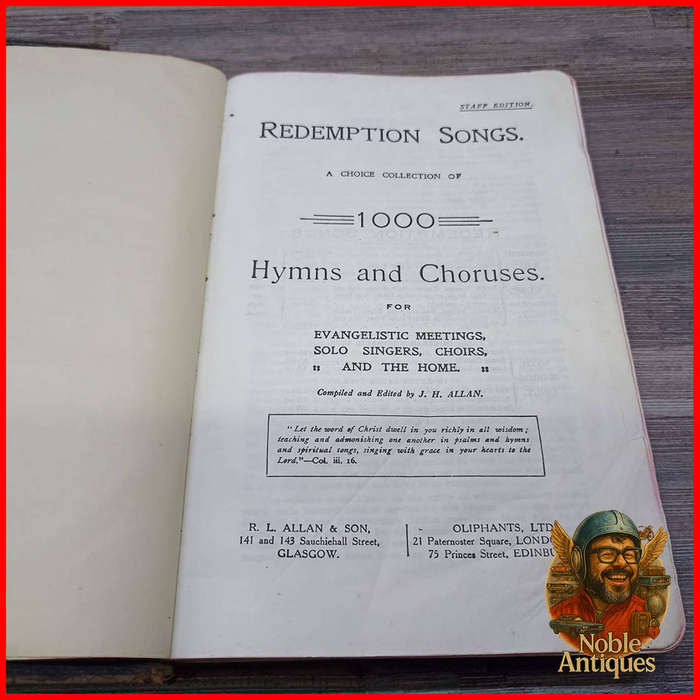 STAFF EDITION.
REDEMPTION SONGS.
A CHOICE COLLECTION OF
1000
Hymns and Choruses.
FOR
EVANGELISTIC MEETINGS,
SOLO SINGERS, CHOIRS,
" AND THE HOME. "
Compiled and Edited by J. H. ALLAN.
"Let the word of Christ dwell in you richly in all wisdom;
teaching and admonishing one another in psalms and hymns
and spiritual songs, singing with grace in your hearts to the
Lord."—Col. iii. 16.
R. L. ALLAN & SON,
141 and 143 Sauchiehall Street,
GLASGOW.
OLIPHANTS, LTD
21 Paternoster Square,
75 Princes Street,
Noble
Antiques